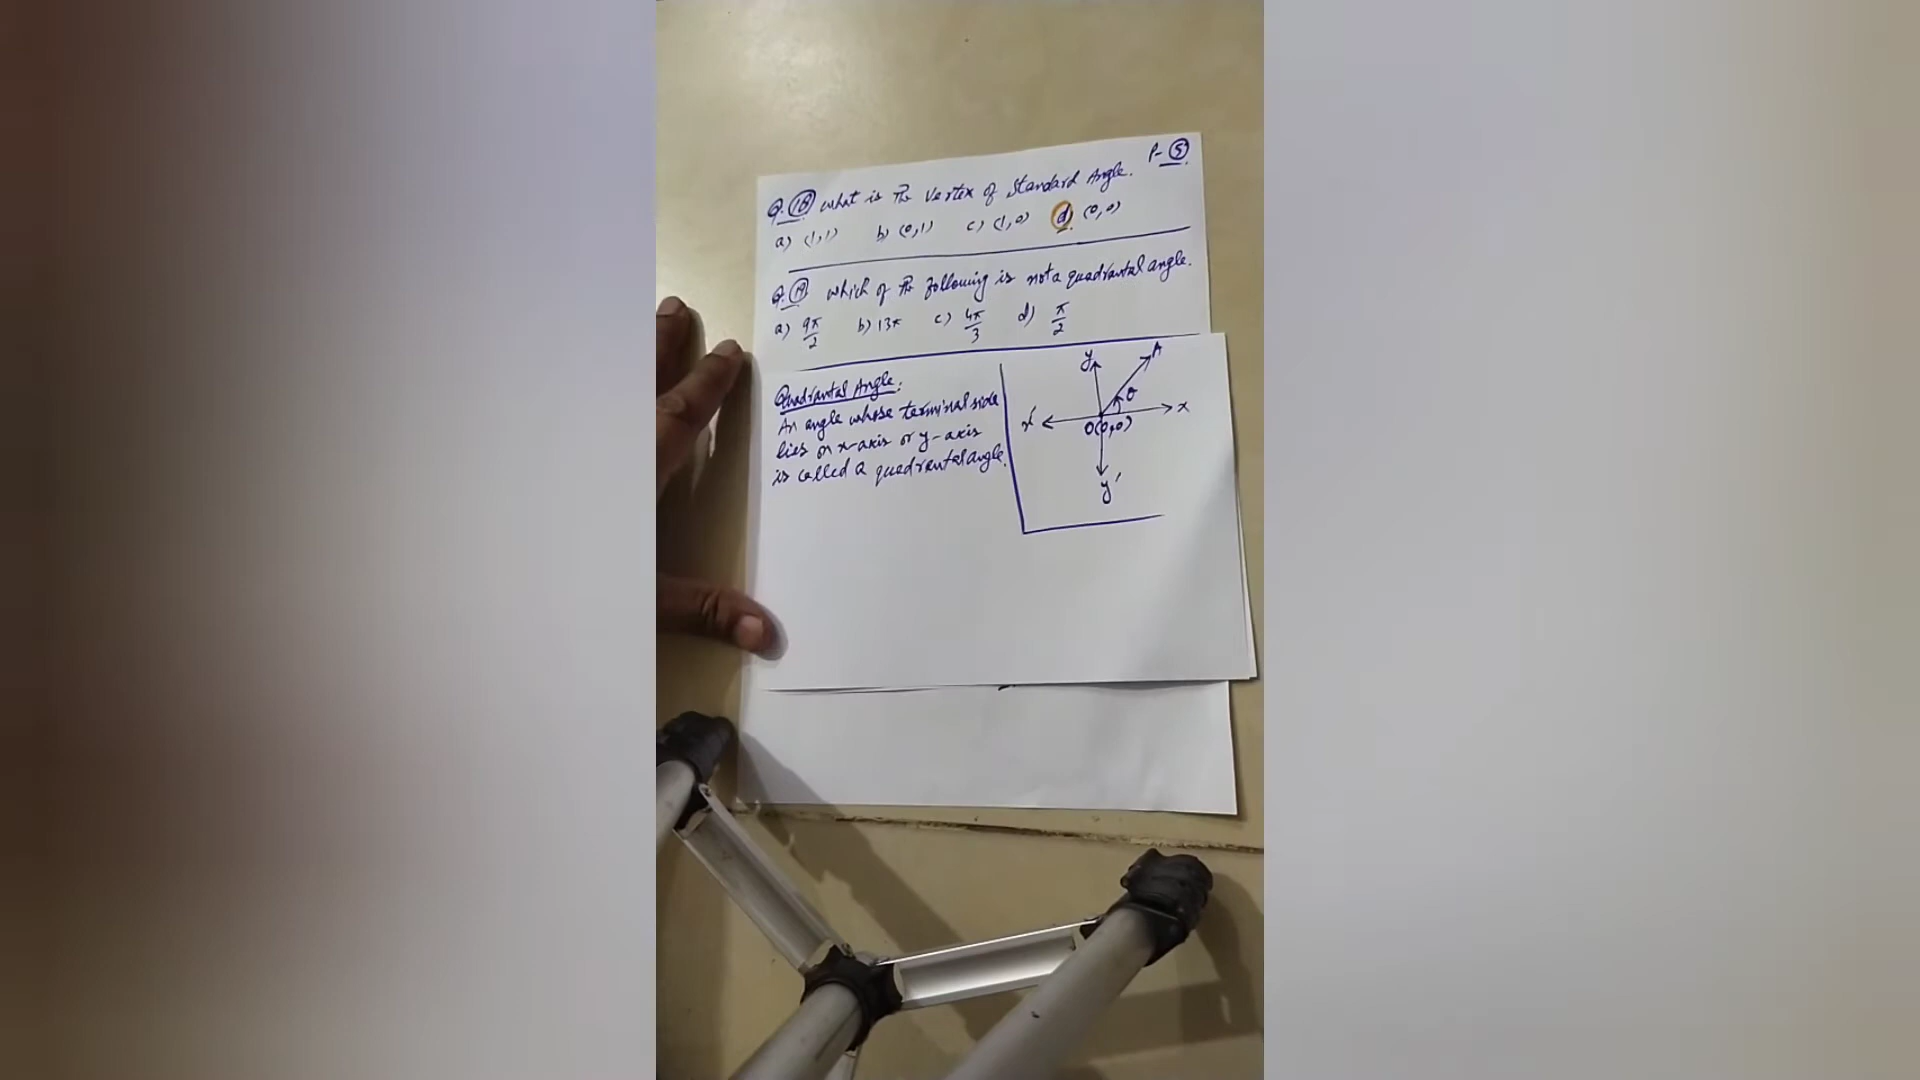 P-5
Q.18 what is The Vertex of Standard Angle.
a) (1,1) b) (0,1) c) (1,0) d) (0,0)
Q.19 which of The following is not a quadrantal angle.
a) 9π/2 b) 13π c) 4π/3 d) π/2
Quadrantal Angle:
An angle whose terminal side
lies on x-axis or y-axis
is called a quadrantal angle.
y
A
θ
x'
x
O(0,0)
y'